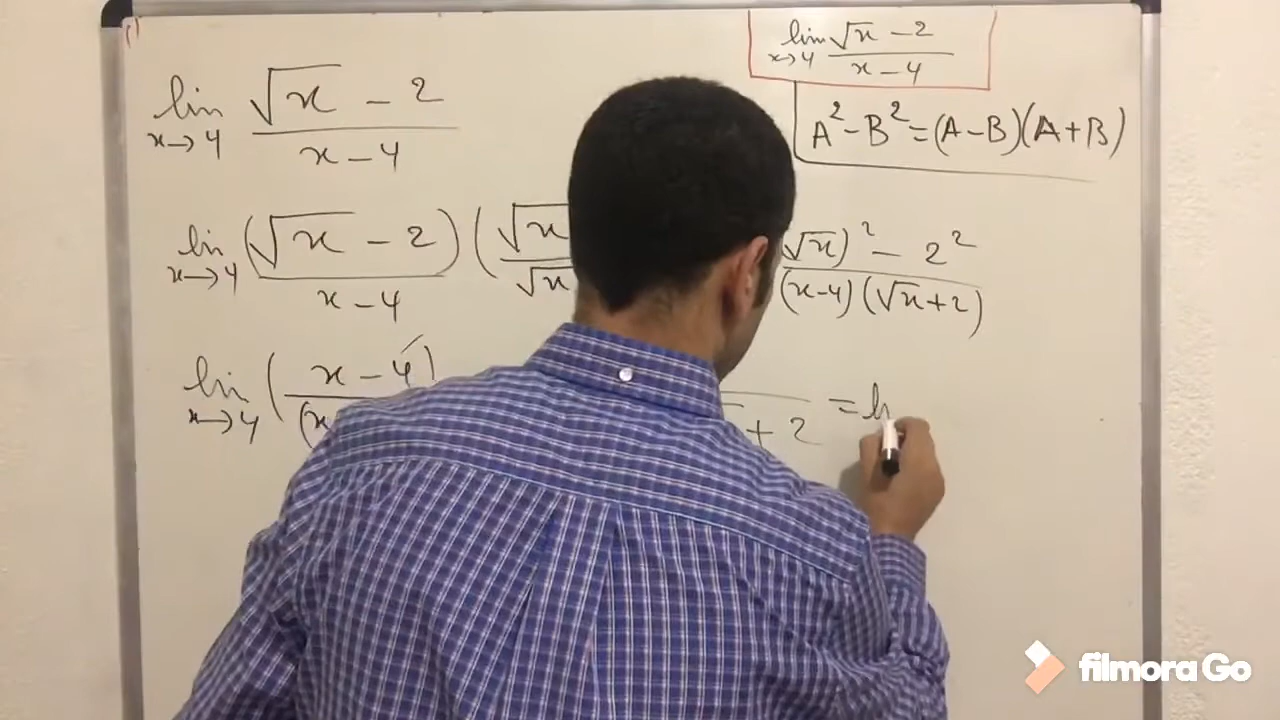 lim x→4 √x - 2 / x - 4
A² - B² = (A - B)(A + B)
lim x→4 √x - 2 / x - 4
lim x→4 (√x - 2) / x - 4 (√x / √x
√x)² - 2² / (x-4)(√x+2)
lim x→4 (x - 4) / (x
+ 2 = li
filmora Go